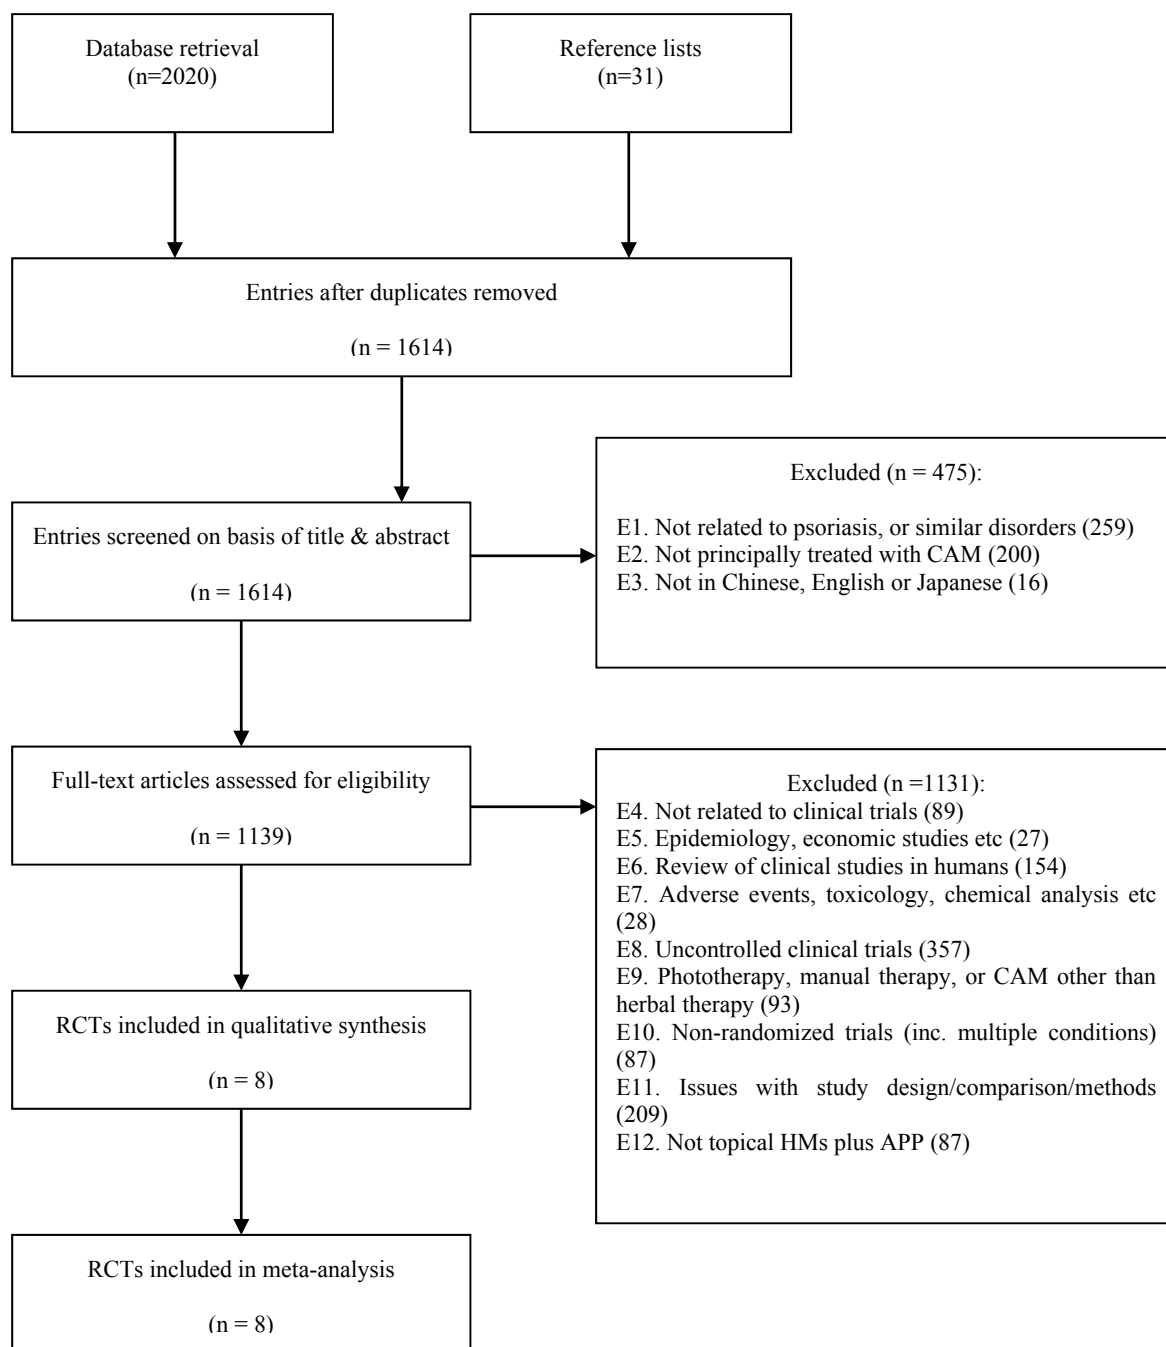 Database retrieval
(n=2020)
Reference lists
(n=31)
Entries after duplicates removed
(n = 1614)
Entries screened on basis of title & abstract
(n = 1614)
Excluded (n = 475):
E1. Not related to psoriasis, or similar disorders (259)
E2. Not principally treated with CAM (200)
E3. Not in Chinese, English or Japanese (16)
Full-text articles assessed for eligibility
(n = 1139)
Excluded (n =1131):
E4. Not related to clinical trials (89)
E5. Epidemiology, economic studies etc (27)
E6. Review of clinical studies in humans (154)
E7. Adverse events, toxicology, chemical analysis etc
(28)
E8. Uncontrolled clinical trials (357)
E9. Phototherapy, manual therapy, or CAM other than
herbal therapy (93)
E10. Non-randomized trials (inc. multiple conditions)
(87)
E11. Issues with study design/comparison/methods
(209)
E12. Not topical HMs plus APP (87)
RCTs included in qualitative synthesis
(n = 8)
RCTs included in meta-analysis
(n = 8)